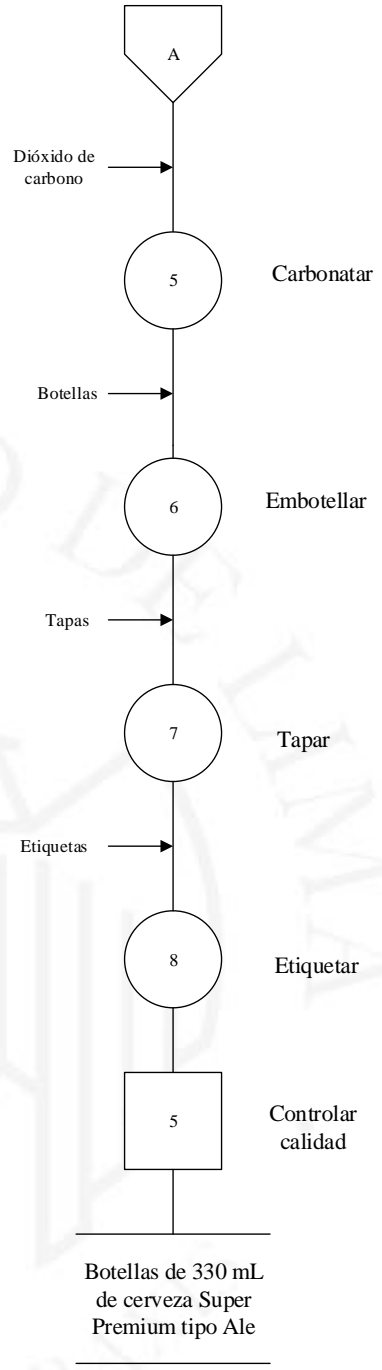 A
Dióxido de
carbono
5
Carbonatar
Botellas
6
Embotellar
Tapas
7
Tapar
Etiquetas
8
Etiquetar
5
Controlar
calidad
Botellas de 330 mL
de cerveza Super
Premium tipo Ale